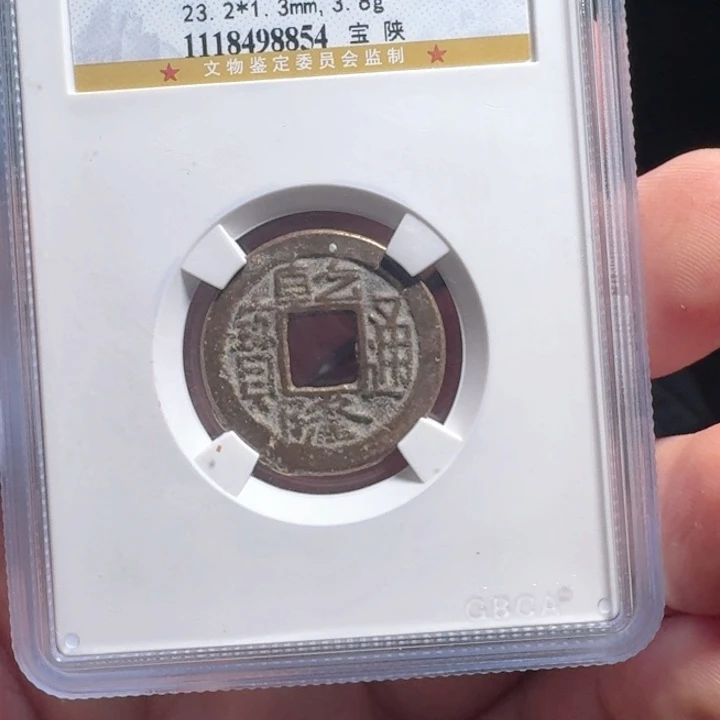 23.2*1.3mm, 3.8g
1118498854 宝 陕
文物鉴定委员会监制
乾隆通寶
GBCA